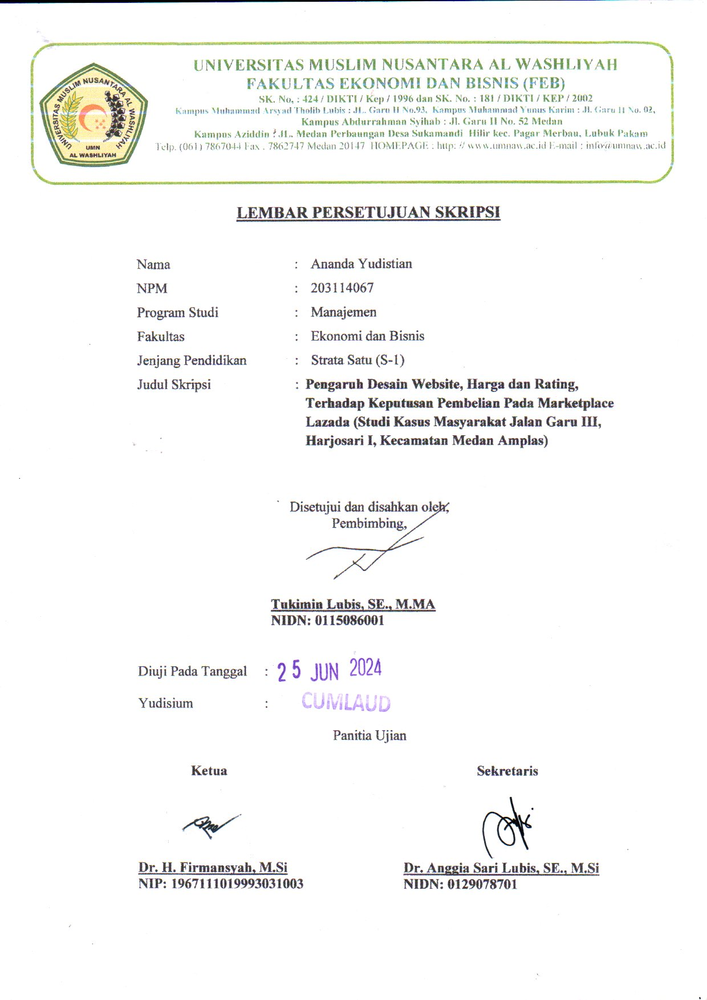 UNIVERSITAS MUSLIM NUSANTARA AL WASHLIYAH
UMN
AL WASHLIYAH
UNIVERSITAS MUSLIM NUSANTARA AL WASHLIYAH
FAKULTAS EKONOMI DAN BISNIS (FEB)
SK. No, : 424 / DIKTI / Kep / 1996 dan SK. No. : 181 / DIKTI / KEP / 2002
Kampus Muhammad Arsyad Tholib Lubis : JL. Garu II No.93, Kampus Muhammad Yunus Karim : Jl. Garu II No. 02,
Kampus Abdurrahman Syihab : Jl. Garu II No. 52 Medan
Kampus Aziddin : JL. Medan Perbaungan Desa Sukamandi Hilir kec. Pagar Merbau, Lubuk Pakam
Telp. (061) 7867044 Fax . 7862747 Medan 20147 HOMEPAGE : http: // www.umnaw.ac.id E-mail : info@umnaw.ac.id
LEMBAR PERSETUJUAN SKRIPSI
Nama : Ananda Yudistian
NPM : 203114067
Program Studi : Manajemen
Fakultas : Ekonomi dan Bisnis
Jenjang Pendidikan : Strata Satu (S-1)
Judul Skripsi : Pengaruh Desain Website, Harga dan Rating,
Terhadap Keputusan Pembelian Pada Marketplace
Lazada (Studi Kasus Masyarakat Jalan Garu III,
Harjosari I, Kecamatan Medan Amplas)
Disetujui dan disahkan oleh;
Pembimbing,
Tukimin Lubis, SE., M.MA
NIDN: 0115086001
Diuji Pada Tanggal : 25 JUN 2024
Yudisium : CUMLAUD
Panitia Ujian
Ketua Sekretaris
Dr. H. Firmansyah, M.Si Dr. Anggia Sari Lubis, SE., M.Si
NIP: 1967111019993031003 NIDN: 0129078701